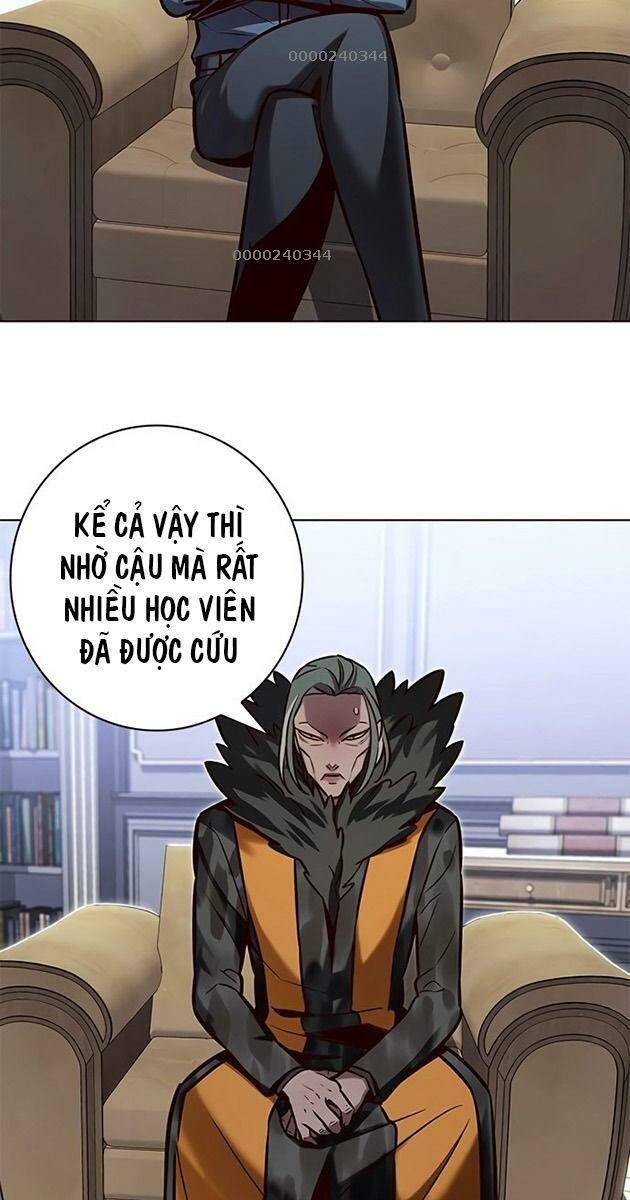 0000240344
0000240344
KỂ CẢ VẬY THÌ
NHỜ CẬU MÀ RẤT
NHIỀU HỌC VIÊN
ĐÃ ĐƯỢC CỨU